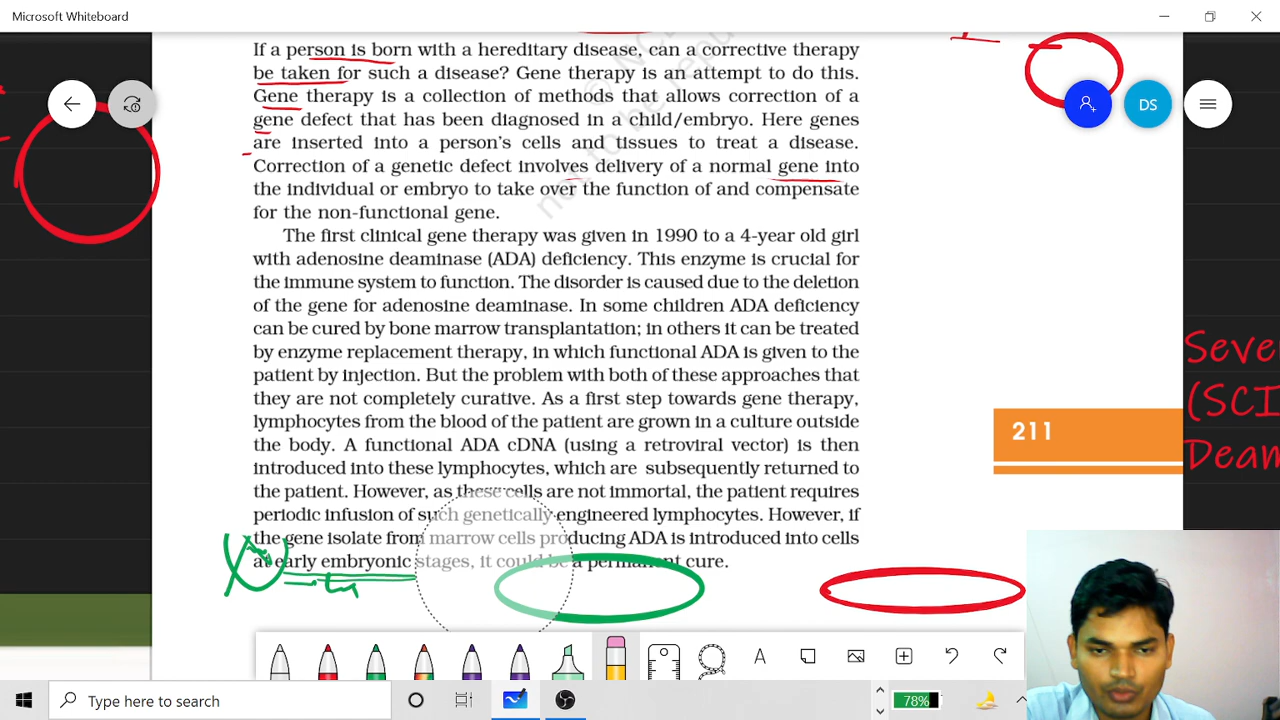 Microsoft Whiteboard
If a person is born with a hereditary disease, can a corrective therapy
be taken for such a disease? Gene therapy is an attempt to do this.
Gene therapy is a collection of methods that allows correction of a
gene defect that has been diagnosed in a child/embryo. Here genes
are inserted into a person's cells and tissues to treat a disease.
Correction of a genetic defect involves delivery of a normal gene into
the individual or embryo to take over the function of and compensate
for the non-functional gene.
The first clinical gene therapy was given in 1990 to a 4-year old girl
with adenosine deaminase (ADA) deficiency. This enzyme is crucial for
the immune system to function. The disorder is caused due to the deletion
of the gene for adenosine deaminase. In some children ADA deficiency
can be cured by bone marrow transplantation; in others it can be treated
by enzyme replacement therapy, in which functional ADA is given to the
patient by injection. But the problem with both of these approaches that
they are not completely curative. As a first step towards gene therapy,
lymphocytes from the blood of the patient are grown in a culture outside
the body. A functional ADA cDNA (using a retroviral vector) is then
introduced into these lymphocytes, which are subsequently returned to
the patient. However, as these cells are not immortal, the patient requires
periodic infusion of such genetically-engineered lymphocytes. However, if
the gene isolate from marrow cells producing ADA is introduced into cells
at early embryonic stages, it could be a permanent cure.
not to be repu
DS
Seve
(SCI
Deam
211
A
Type here to search
78%